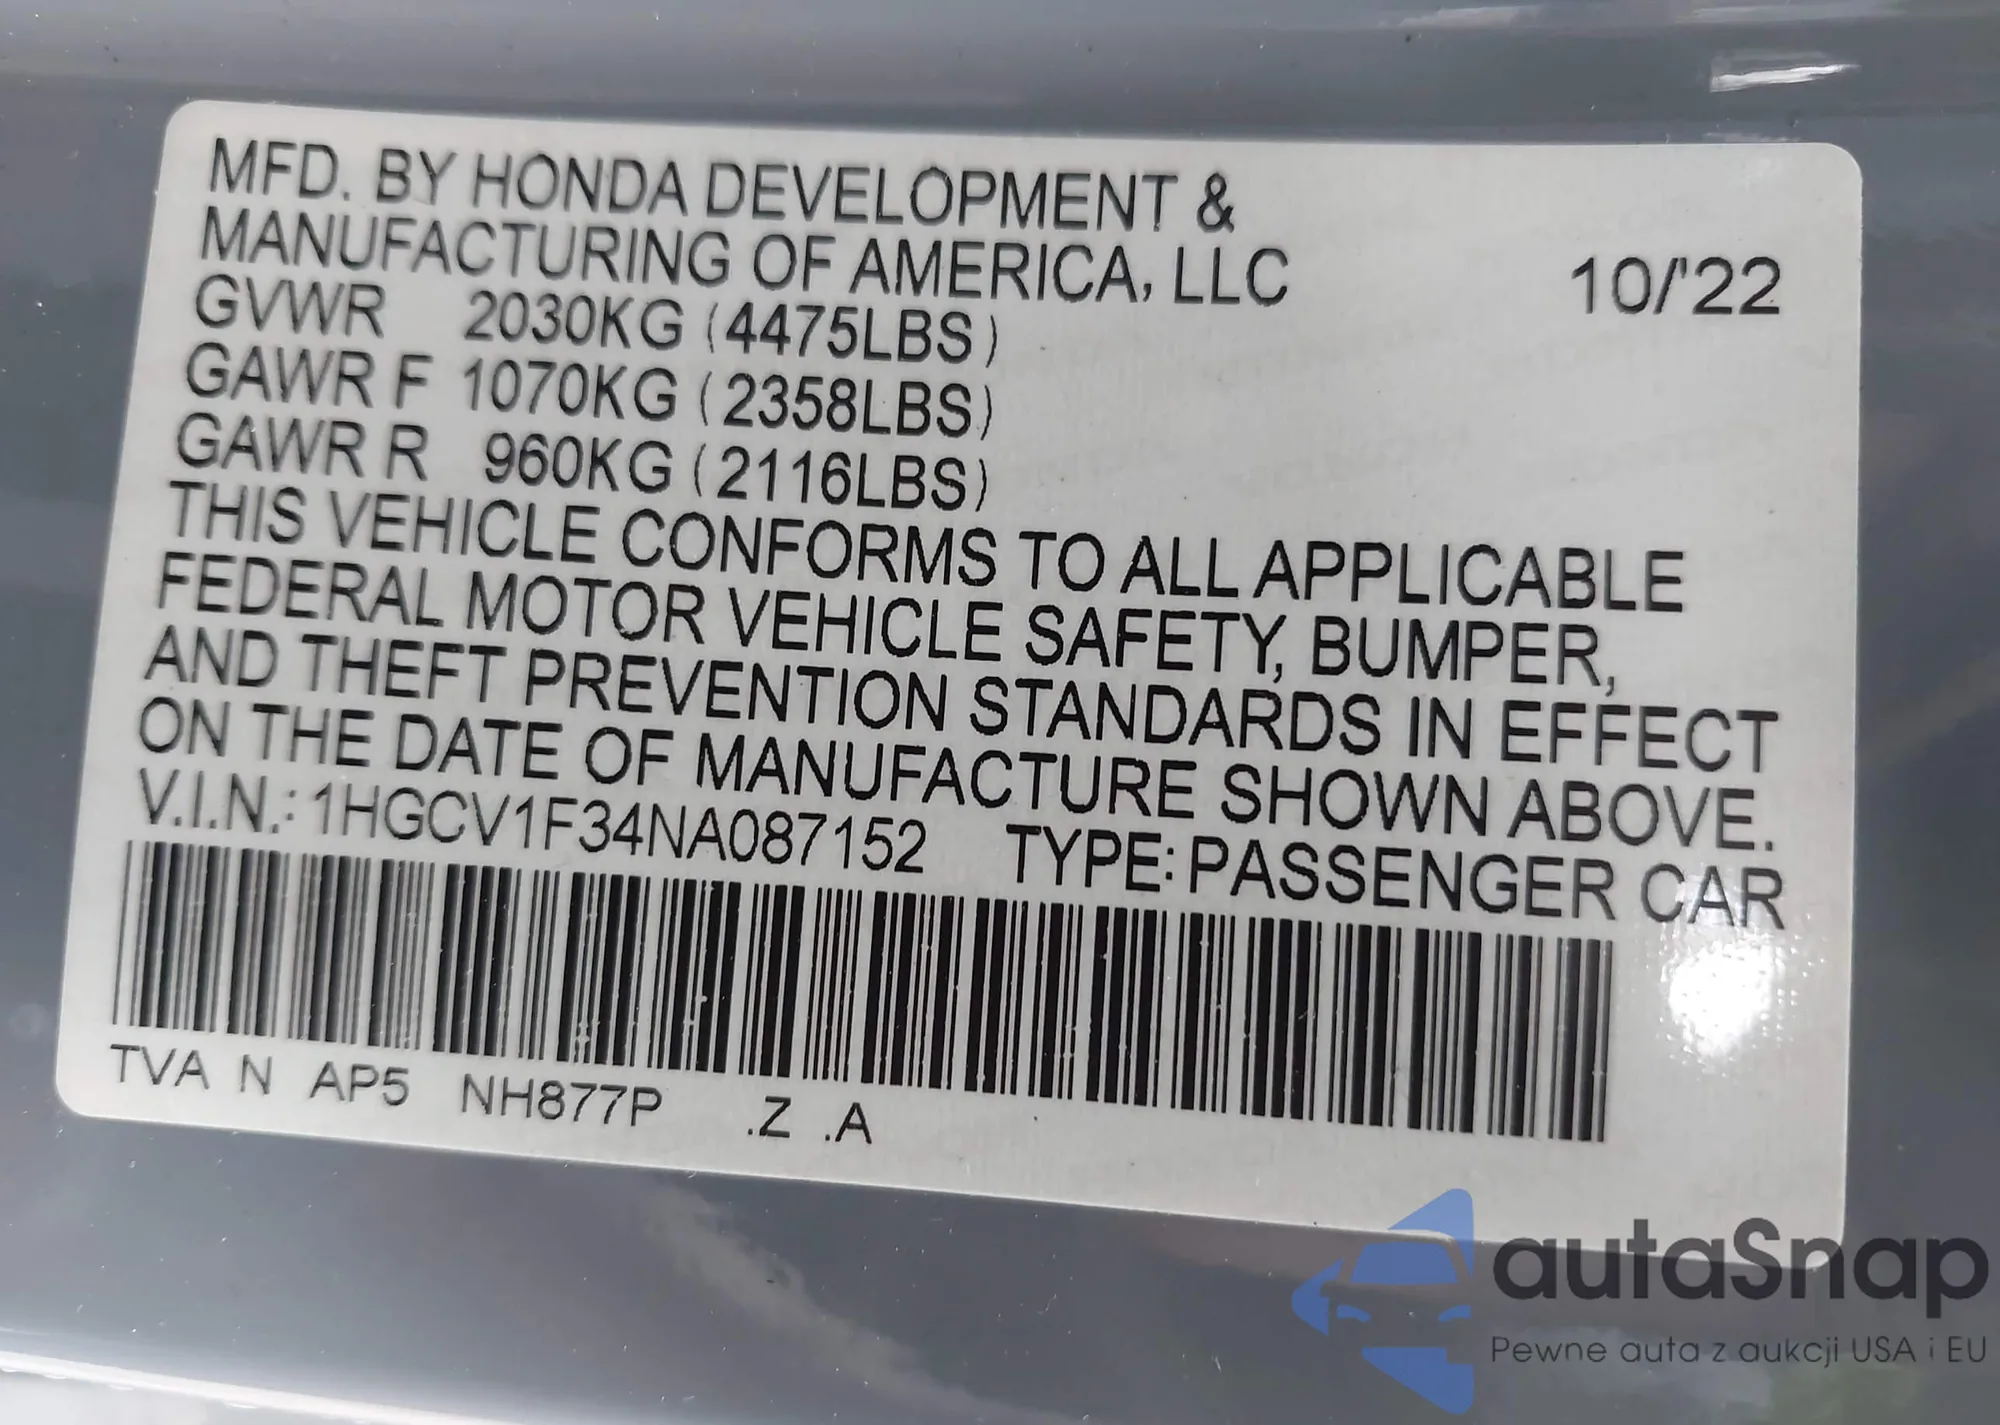 MFD. BY HONDA DEVELOPMENT &
MANUFACTURING OF AMERICA, LLC 10/'22
GVWR 2030KG (4475LBS)
GAWR F 1070KG (2358LBS)
GAWR R 960KG (2116LBS)
THIS VEHICLE CONFORMS TO ALL APPLICABLE
FEDERAL MOTOR VEHICLE SAFETY, BUMPER,
AND THEFT PREVENTION STANDARDS IN EFFECT
ON THE DATE OF MANUFACTURE SHOWN ABOVE.
V.I.N.: 1HGCV1F34NA087152 TYPE: PASSENGER CAR
TVA N AP5 NH877P .Z .A
autaSnap
Pewne auta z aukcji USA i EU